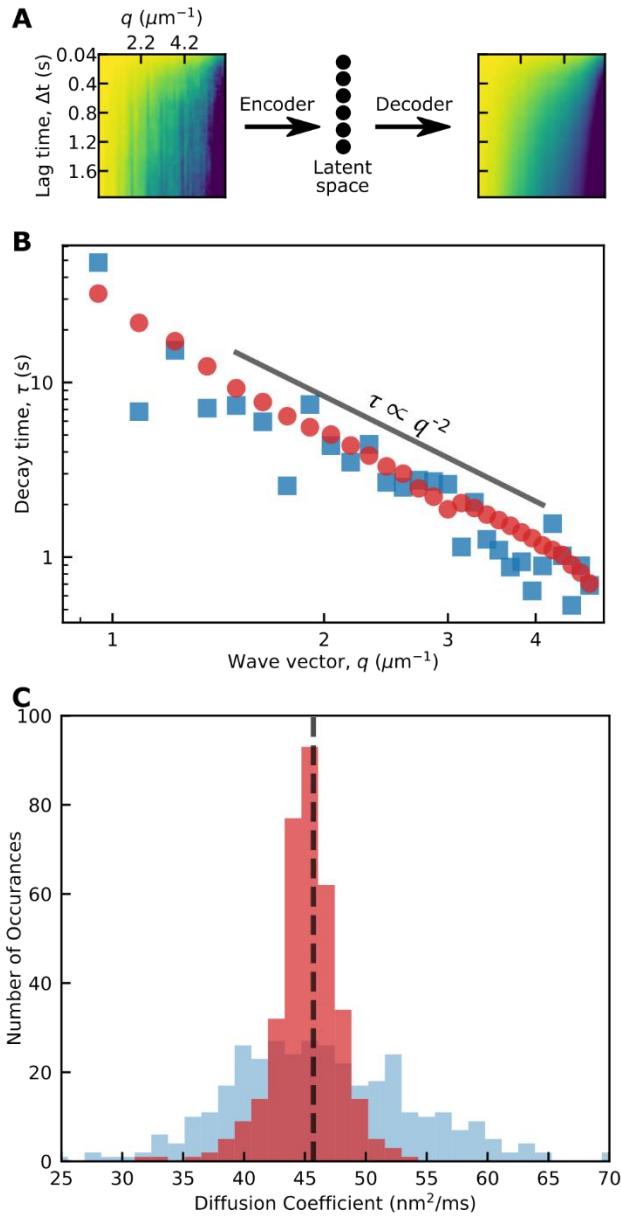 A
q (μm⁻¹)
2.2 4.2
0.04
0.4
0.8
1.2
1.6
Lag time, Δt (s)
Encoder
Decoder
Latent
space
B
10
1
Decay time, τ (s)
τ ∝ q⁻²
1 2 3 4
Wave vector, q (μm⁻¹)
C
100
80
60
40
20
0
Number of Occurances
25 30 35 40 45 50 55 60 65 70
Diffusion Coefficient (nm²/ms)